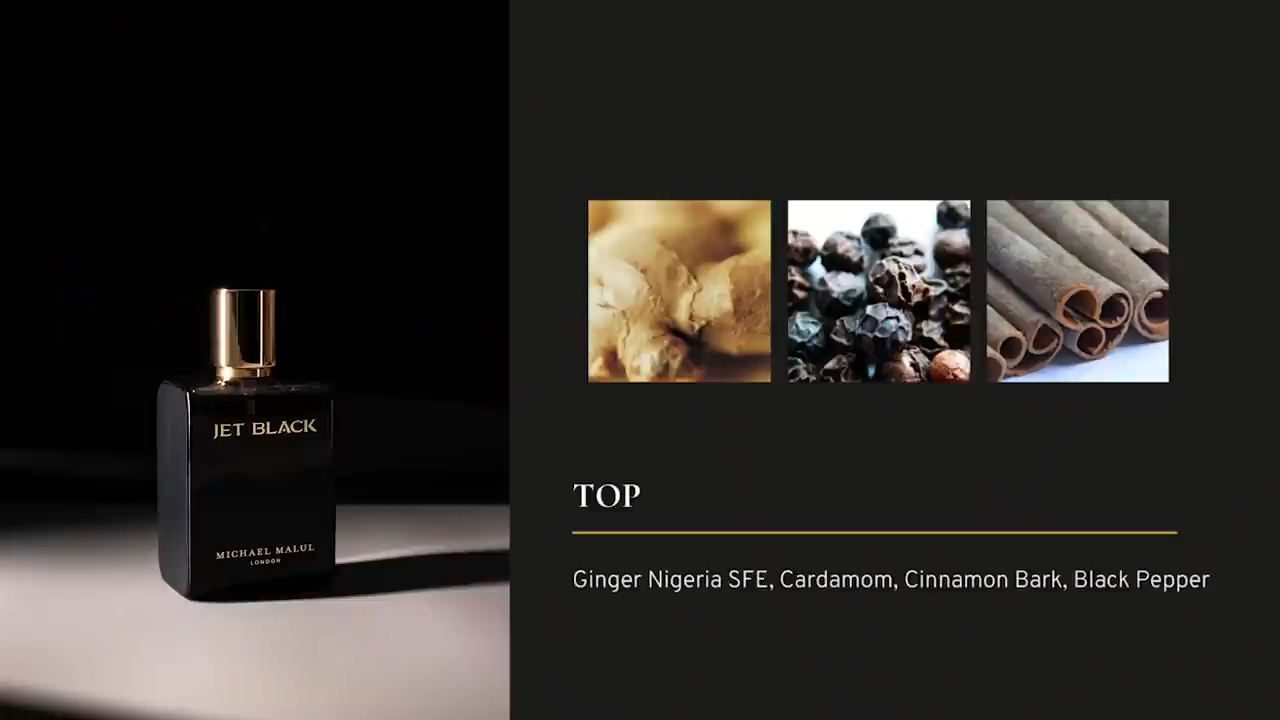 JET BLACK
MICHAEL MALUL
LONDON
TOP
Ginger Nigeria SFE, Cardamom, Cinnamon Bark, Black Pepper